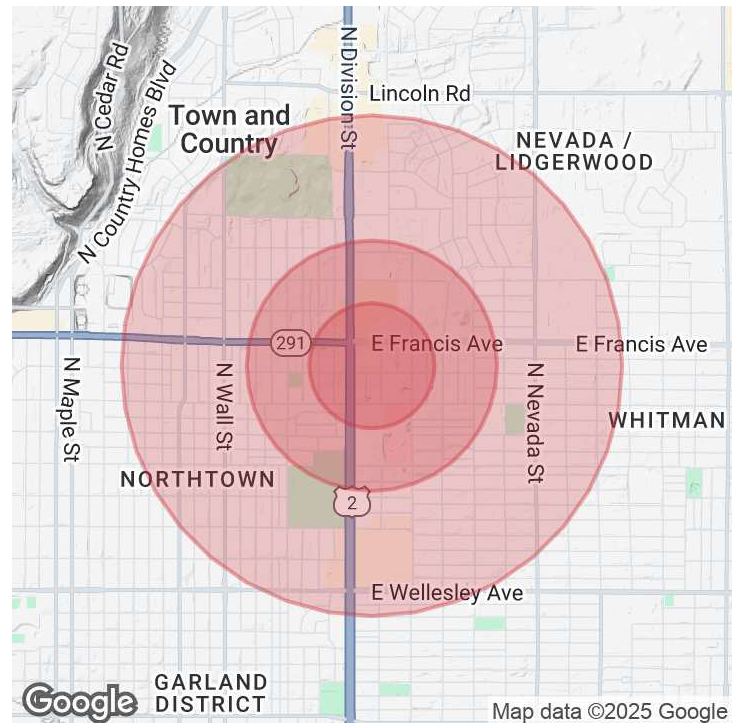 N Cedar Rd
N Country Homes Blvd
N Division St
Lincoln Rd
Town and
Country
NEVADA /
LIDGERWOOD
291
E Francis Ave
E Francis Ave
N Maple St
N Wall St
N Nevada St
WHITMAN
NORTHTOWN
2
E Wellesley Ave
GARLAND
DISTRICT
Google
Map data ©2025 Google